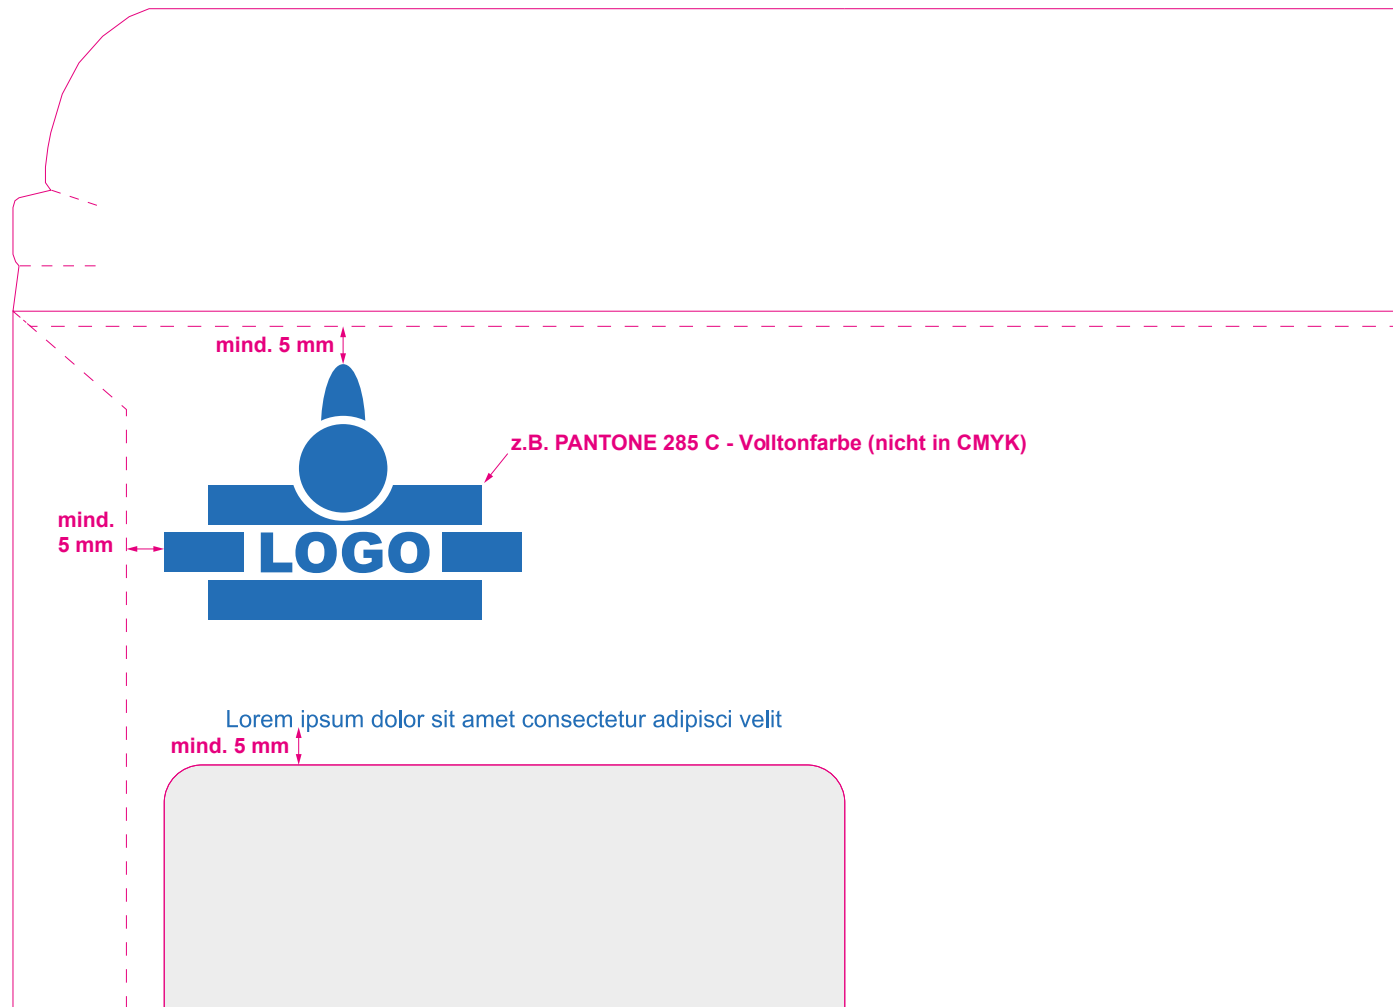 mind. 5 mm
z.B. PANTONE 285 C - Volltonfarbe (nicht in CMYK)
mind.
5 mm
LOGO
Lorem ipsum dolor sit amet consectetur adipisci velit
mind. 5 mm